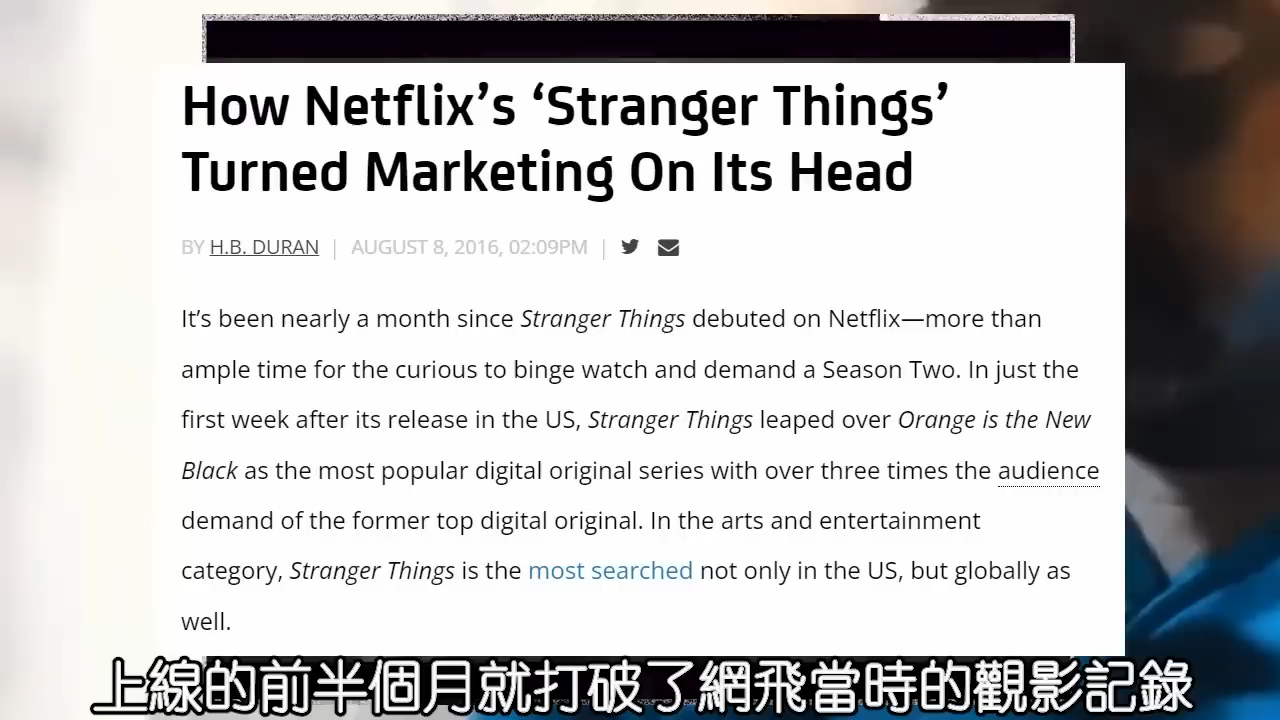 How Netflix’s ‘Stranger Things’
Turned Marketing On Its Head
BY H.B. DURAN | AUGUST 8, 2016, 02:09PM |
It’s been nearly a month since Stranger Things debuted on Netflix—more than
ample time for the curious to binge watch and demand a Season Two. In just the
first week after its release in the US, Stranger Things leaped over Orange is the New
Black as the most popular digital original series with over three times the audience
demand of the former top digital original. In the arts and entertainment
category, Stranger Things is the most searched not only in the US, but globally as
well.
上線的前半個月就打破了網飛當時的觀影記錄